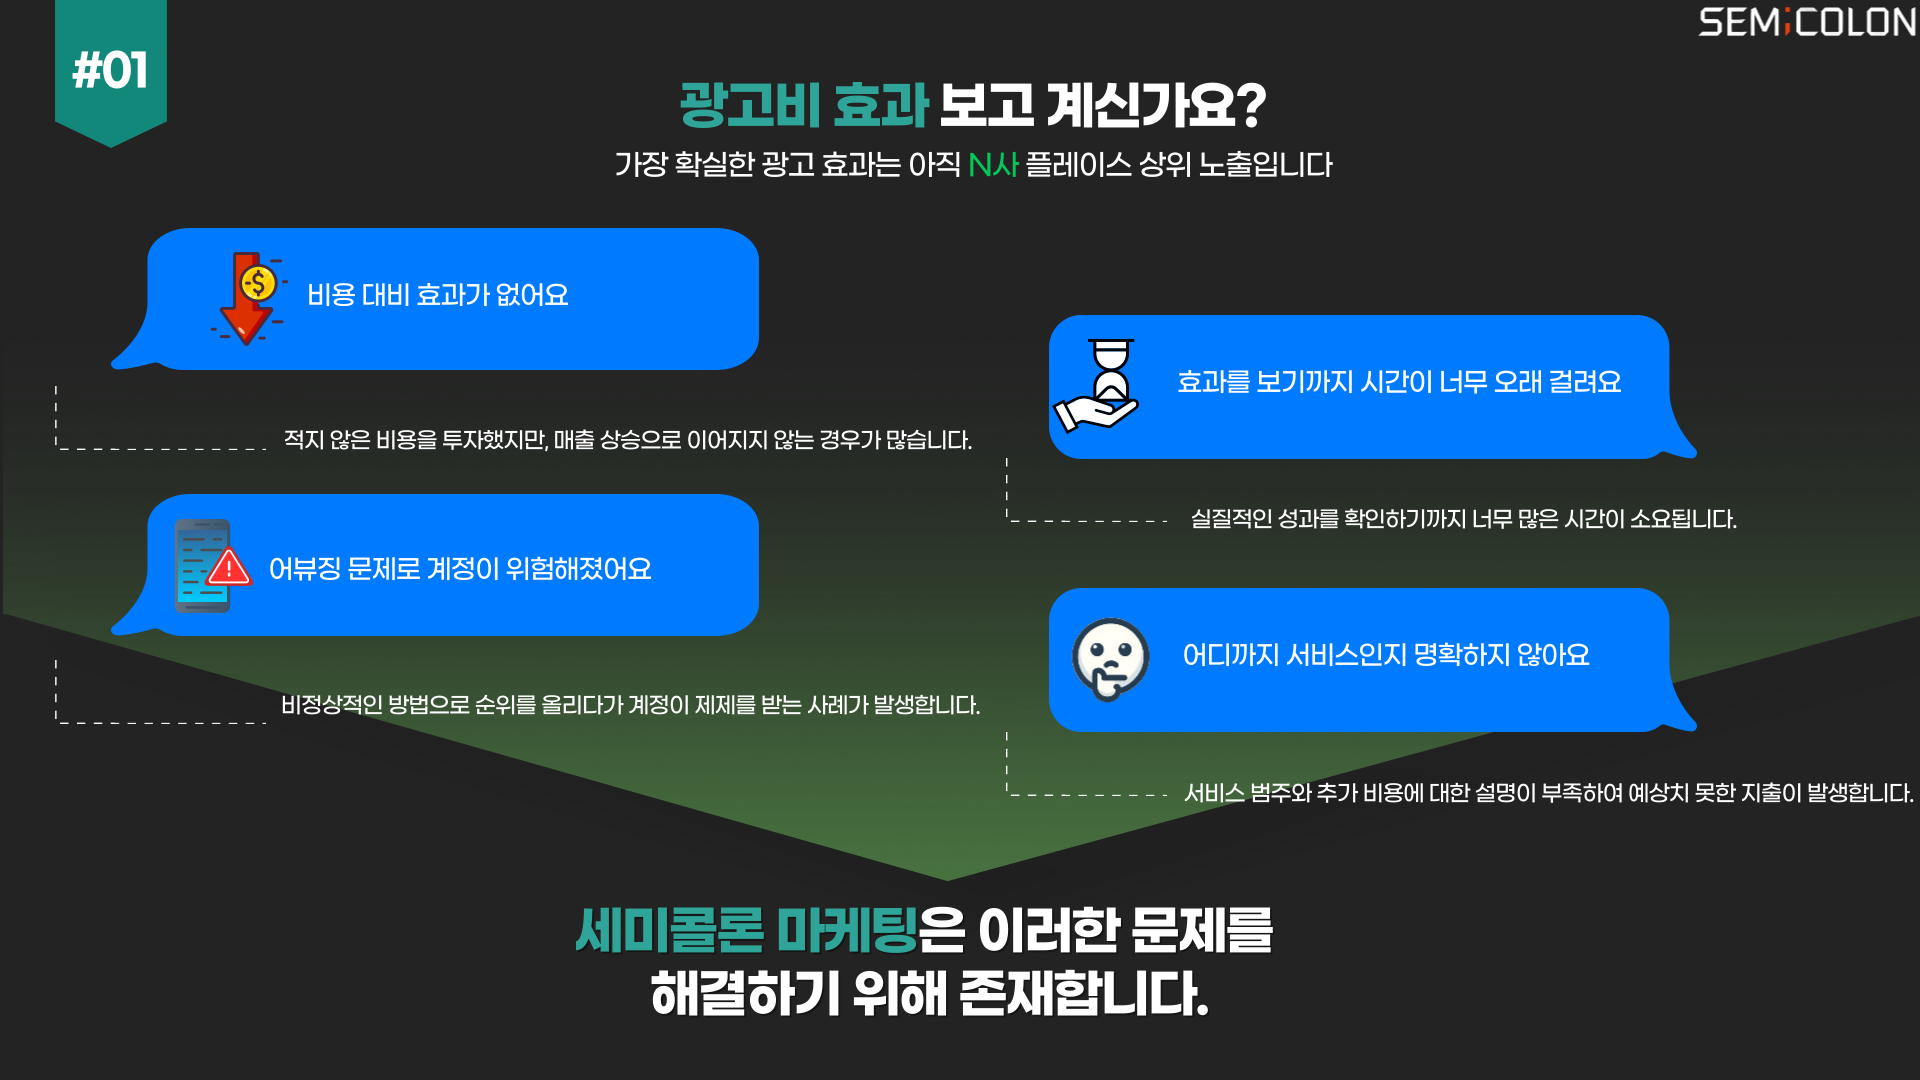 #01
SEMiCOLON
광고비 효과 보고 계신가요?
가장 확실한 광고 효과는 아직 N사 플레이스 상위 노출입니다
비용 대비 효과가 없어요
적지 않은 비용을 투자했지만, 매출 상승으로 이어지지 않는 경우가 많습니다.
효과를 보기까지 시간이 너무 오래 걸려요
실질적인 성과를 확인하기까지 너무 많은 시간이 소요됩니다.
어뷰징 문제로 계정이 위험해졌어요
비정상적인 방법으로 순위를 올리다가 계정이 제제를 받는 사례가 발생합니다.
어디까지 서비스인지 명확하지 않아요
서비스 범주와 추가 비용에 대한 설명이 부족하여 예상치 못한 지출이 발생합니다.
세미콜론 마케팅은 이러한 문제를
해결하기 위해 존재합니다.